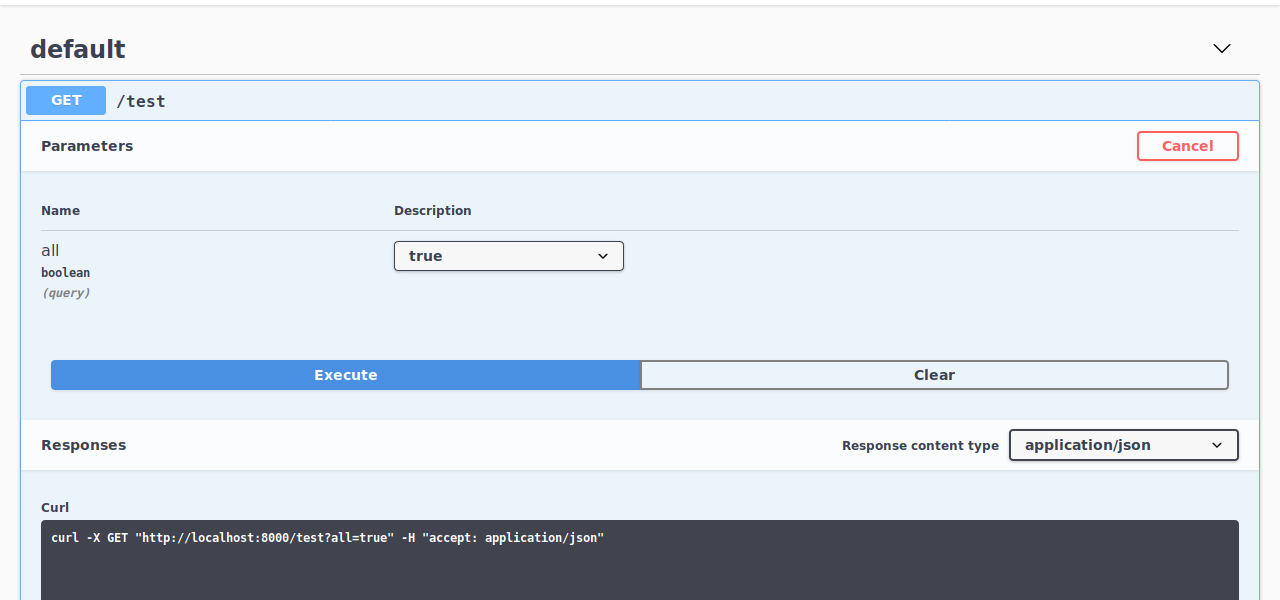 default
GET /test
Parameters Cancel
Name Description
all true
boolean
(query)
Execute Clear
Responses Response content type application/json
Curl
curl -X GET "http://localhost:8000/test?all=true" -H "accept: application/json"